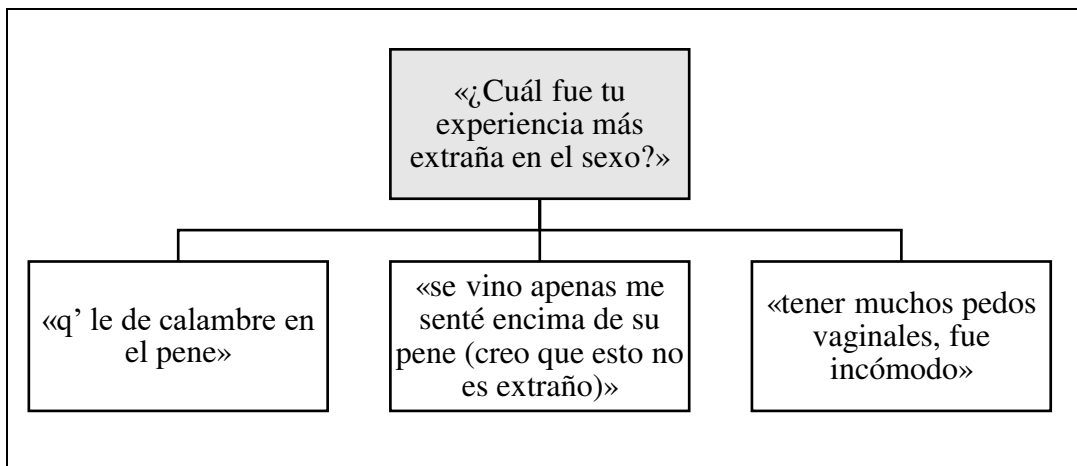 «¿Cuál fue tu
experiencia más
extraña en el sexo?»
«q’ le de calambre en
el pene»
«se vino apenas me
senté encima de su
pene (creo que esto no
es extraño)»
«tener muchos pedos
vaginales, fue
incómodo»